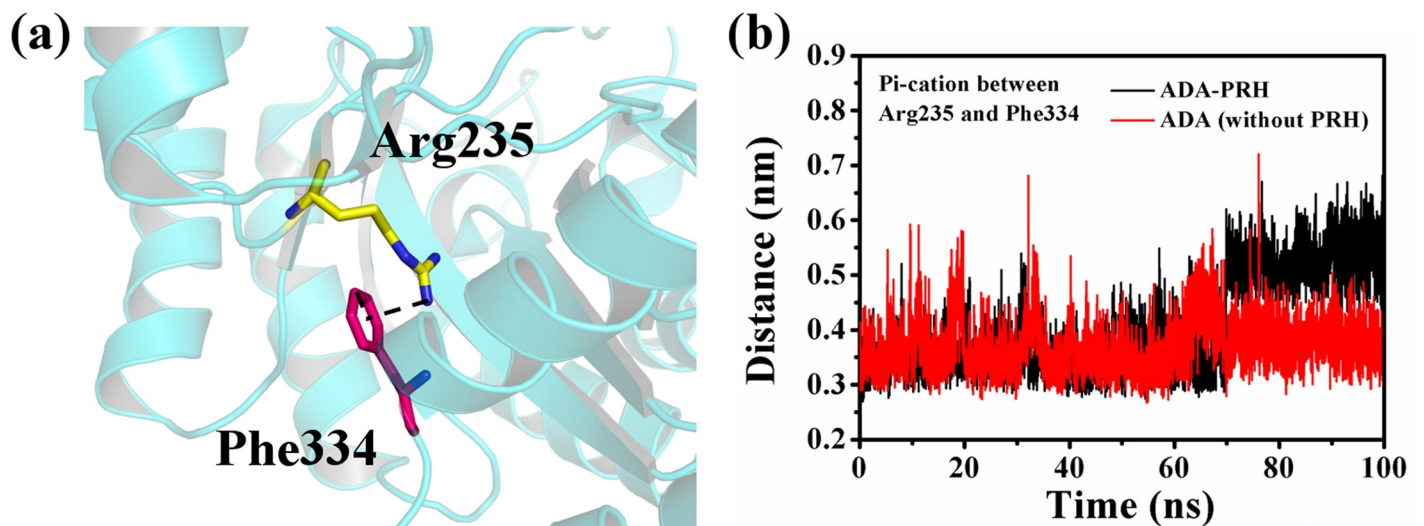 (a)
Arg235
Phe334
(b)
Distance (nm)
0.9
0.8
0.7
0.6
0.5
0.4
0.3
0.2
Pi-cation between
Arg235 and Phe334
ADA-PRH
ADA (without PRH)
0 20 40 60 80 100
Time (ns)